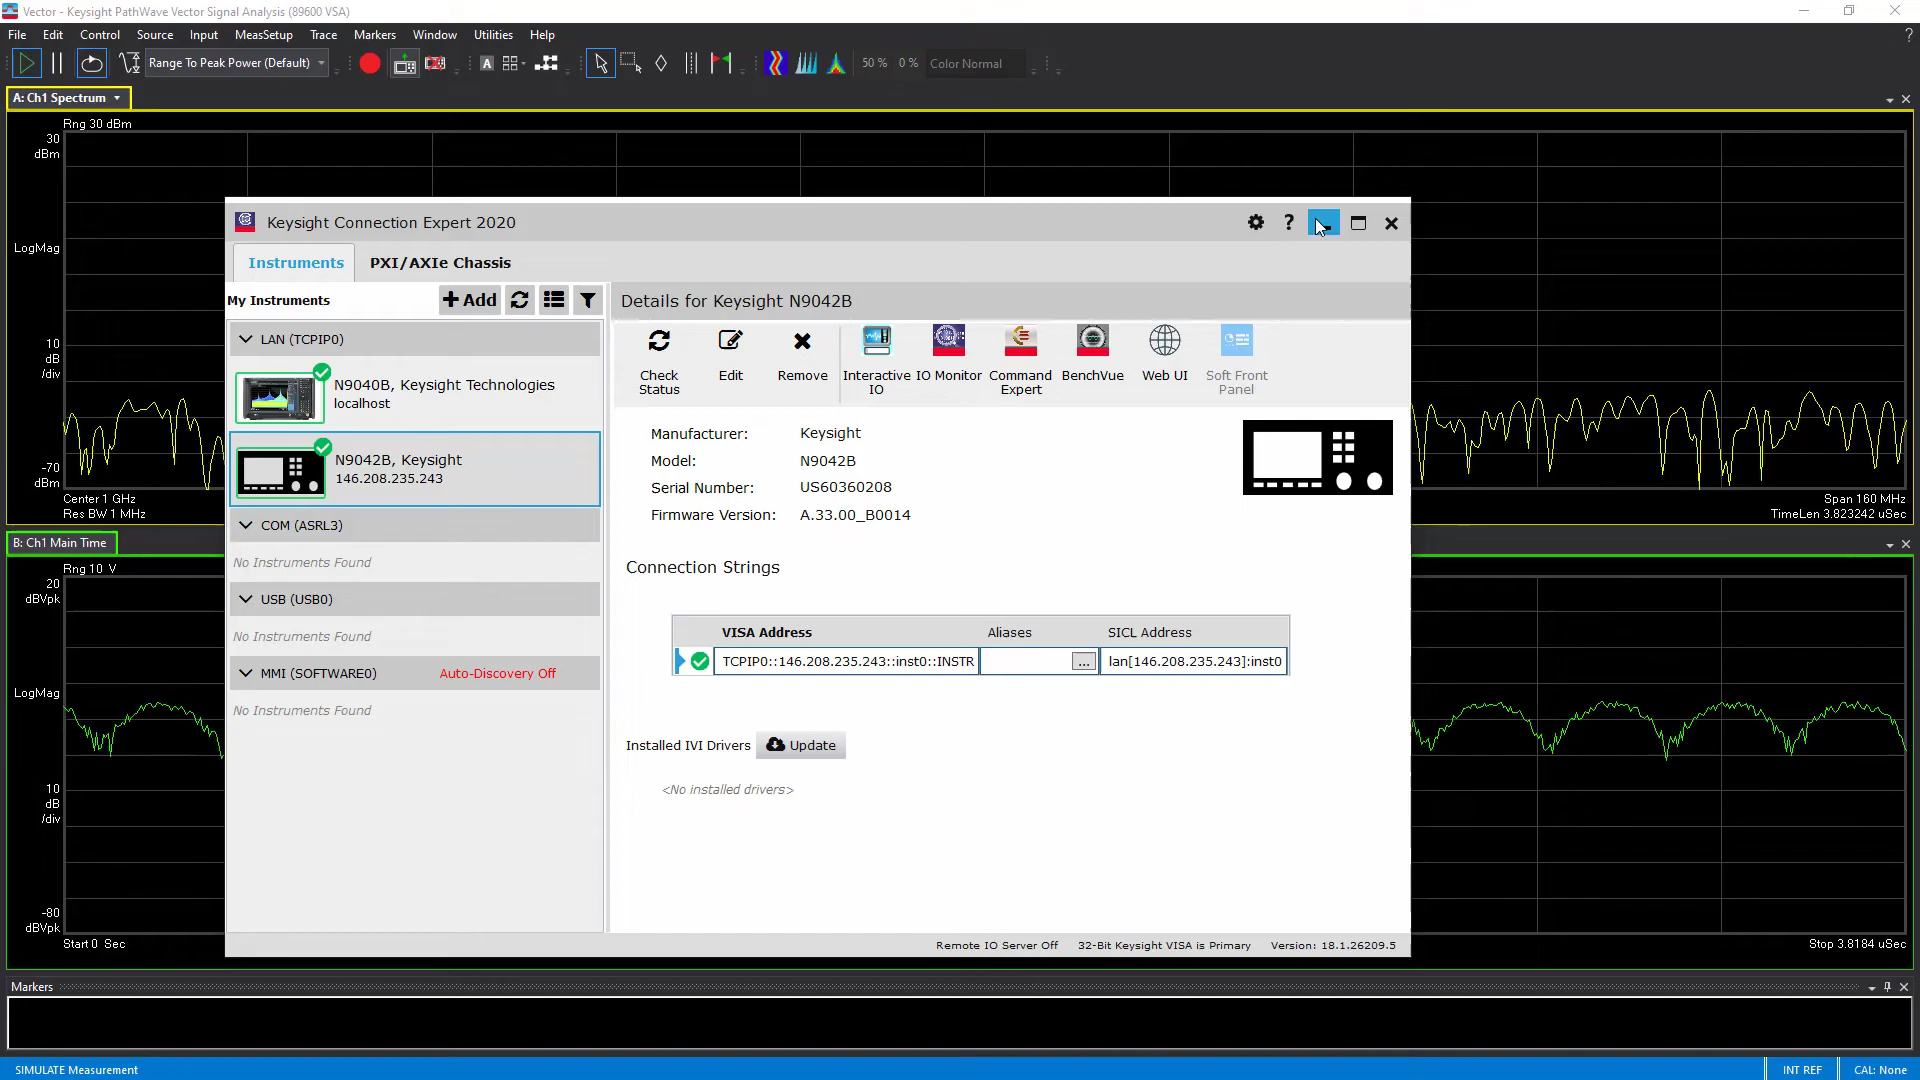 Vector - Keysight PathWave Vector Signal Analysis (89600 VSA)
File Edit Control Source Input MeasSetup Trace Markers Window Utilities Help ?
Range To Peak Power (Default) A 50 % 0 % Color Normal
A: Ch1 Spectrum
Rng 30 dBm
30
dBm
LogMag
10
dB
/div
-70
dBm
Center 1 GHz
Res BW 1 MHz
Span 160 MHz
TimeLen 3.823242 uSec
Keysight Connection Expert 2020 ?
Instruments PXI/AXIe Chassis
My Instruments Add
LAN (TCPIP0)
N9040B, Keysight Technologies
localhost
N9042B, Keysight
146.208.235.243
COM (ASRL3)
No Instruments Found
USB (USB0)
No Instruments Found
MMI (SOFTWARE0) Auto-Discovery Off
No Instruments Found
Details for Keysight N9042B
Check Status
Edit
Remove
Interactive IO
IO Monitor
Command Expert
BenchVue
Web UI
Soft Front Panel
Manufacturer: Keysight
Model: N9042B
Serial Number: US60360208
Firmware Version: A.33.00_B0014
Connection Strings
VISA Address Aliases SICL Address
TCPIP0::146.208.235.243::inst0::INSTR ... lan[146.208.235.243]:inst0
Installed IVI Drivers Update
<No installed drivers>
Remote IO Server Off 32-Bit Keysight VISA is Primary Version: 18.1.26209.5
B: Ch1 Main Time
Rng 10 V
20
dBVpk
LogMag
10
dB
/div
-80
dBVpk
Start 0 Sec
Stop 3.8184 uSec
Markers
SIMULATE Measurement INT REF CAL: None